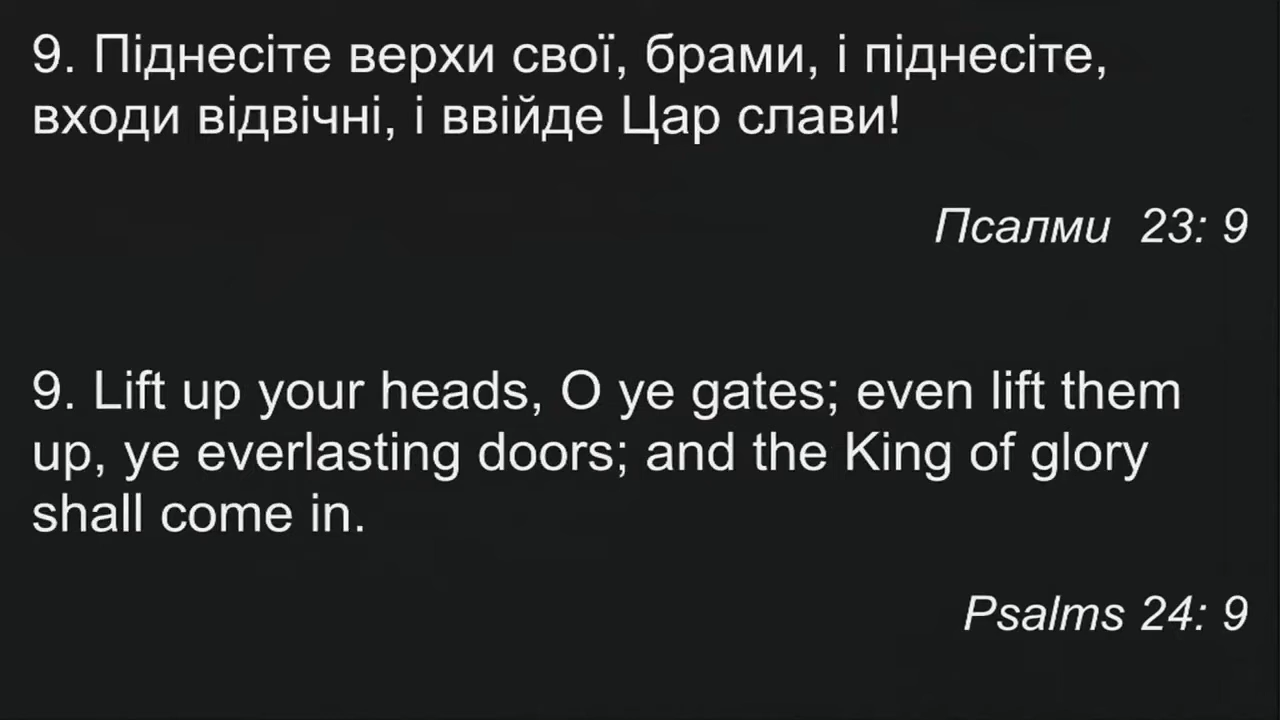 9. Піднесіте верхи свої, брами, і піднесіте,
входи відвічні, і ввійде Цар слави!
Псалми 23: 9
9. Lift up your heads, O ye gates; even lift them
up, ye everlasting doors; and the King of glory
shall come in.
Psalms 24: 9